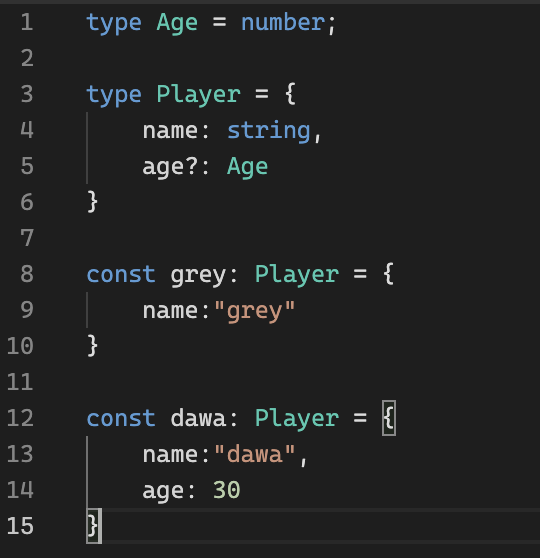 1 type Age = number;
2
3 type Player = {
4     name: string,
5     age?: Age
6 }
7
8 const grey: Player = {
9     name:"grey"
10 }
11
12 const dawa: Player = {
13     name:"dawa",
14     age: 30
15 }